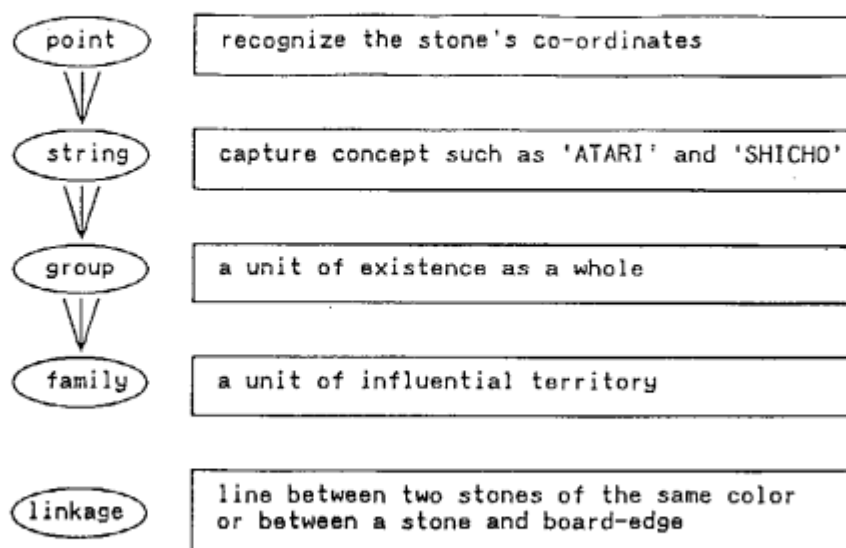 point
recognize the stone's co-ordinates
string
capture concept such as 'ATARI' and 'SHICHO'
group
a unit of existence as a whole
family
a unit of influential territory
linkage
line between two stones of the same color
or between a stone and board-edge